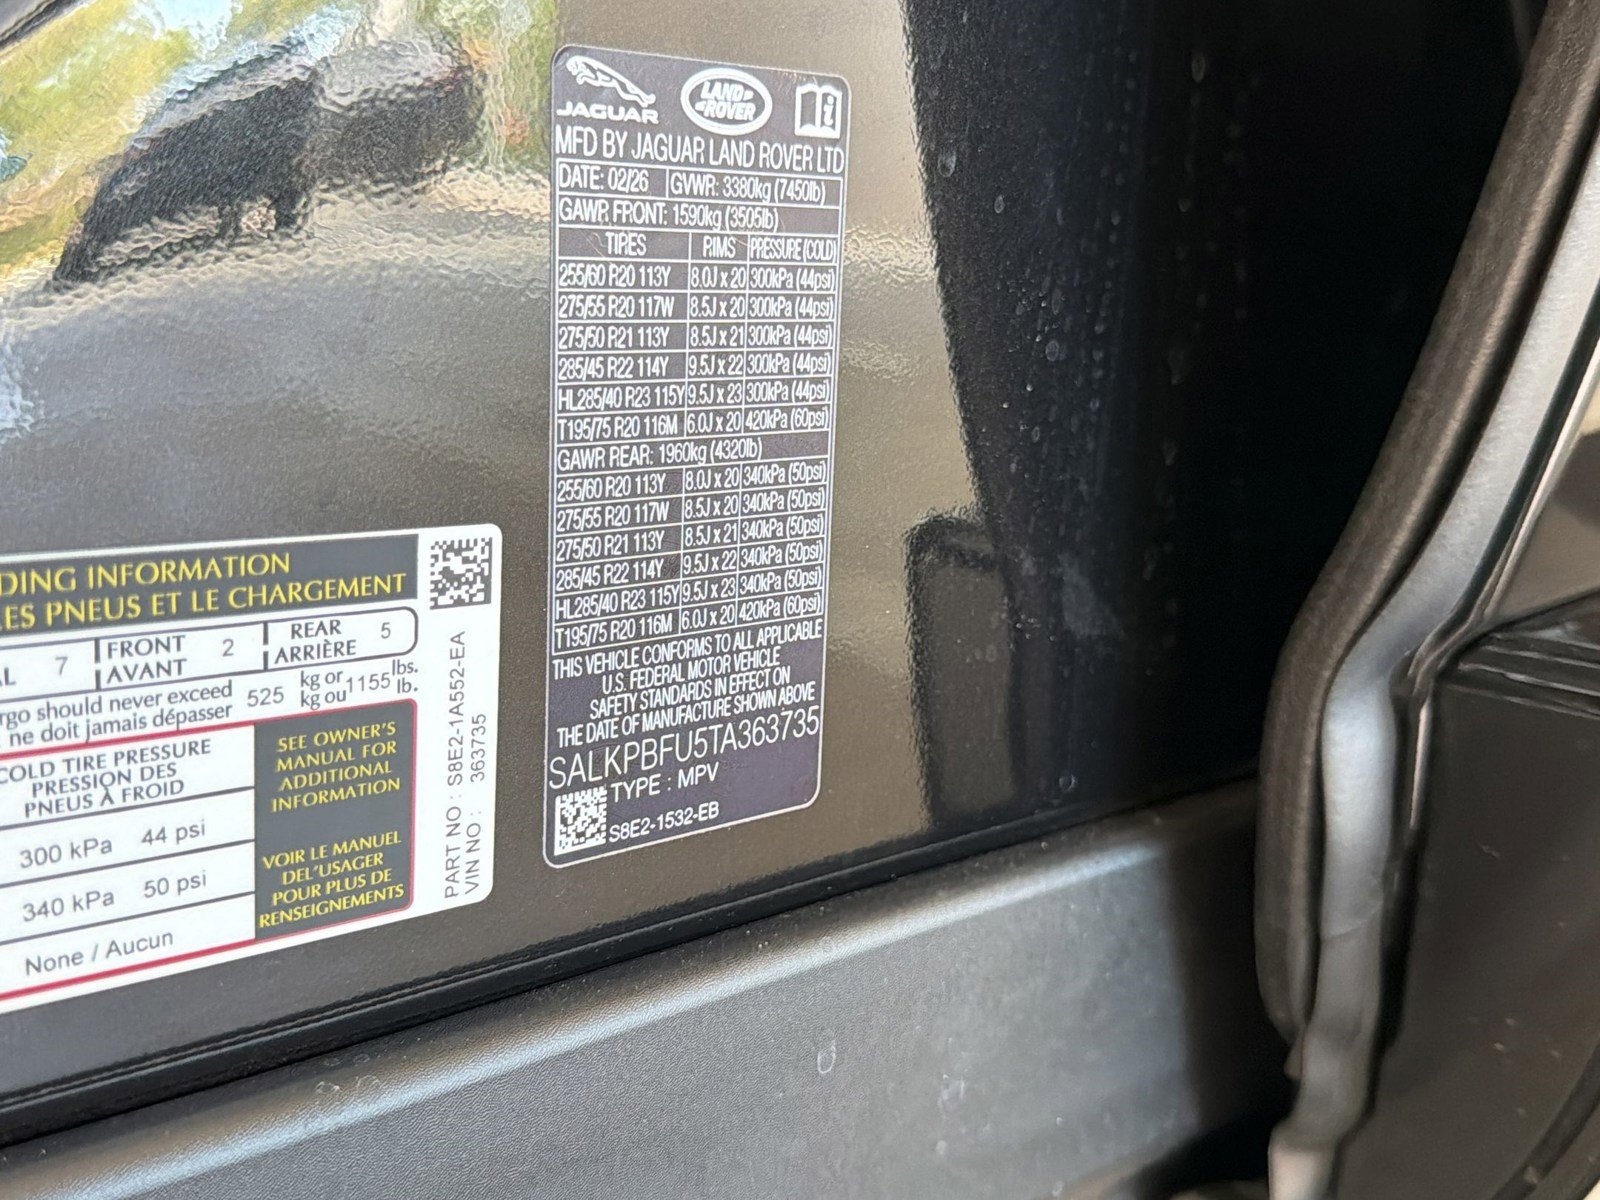 JAGUAR
LAND ROVER
MFD BY JAGUAR LAND ROVER LTD
DATE: 02/26 GVWR: 3380kg (7450lb)
GAWR FRONT: 1590kg (3505lb)
TIRES RIMS PRESSURE (COLD)
255/60 R20 113Y 8.0J x 20 300kPa (44psi)
275/55 R20 117W 8.5J x 20 300kPa (44psi)
275/50 R21 113Y 8.5J x 21 300kPa (44psi)
285/45 R22 114Y 9.5J x 22 300kPa (44psi)
HL285/40 R23 115Y 9.5J x 23 300kPa (44psi)
T195/75 R20 116M 6.0J x 20 420kPa (60psi)
GAWR REAR: 1960kg (4320lb)
255/60 R20 113Y 8.0J x 20 340kPa (50psi)
275/55 R20 117W 8.5J x 20 340kPa (50psi)
275/50 R21 113Y 8.5J x 21 340kPa (50psi)
285/45 R22 114Y 9.5J x 22 340kPa (50psi)
HL285/40 R23 115Y 9.5J x 23 340kPa (50psi)
T195/75 R20 116M 6.0J x 20 420kPa (60psi)
THIS VEHICLE CONFORMS TO ALL APPLICABLE
U.S. FEDERAL MOTOR VEHICLE
SAFETY STANDARDS IN EFFECT ON
THE DATE OF MANUFACTURE SHOWN ABOVE
SALKPBFU5TA363735
TYPE : MPV
S8E2-1532-EB
DING INFORMATION
LES PNEUS ET LE CHARGEMENT
AL 7 FRONT 2 REAR 5
AVANT ARRIÈRE
rgo should never exceed 525 kg or 1155 lbs.
ne doit jamais dépasser kg ou lb.
COLD TIRE PRESSURE
PRESSION DES
PNEUS À FROID
300 kPa 44 psi
340 kPa 50 psi
None / Aucun
SEE OWNER'S
MANUAL FOR
ADDITIONAL
INFORMATION
VOIR LE MANUEL
DEL'USAGER
POUR PLUS DE
RENSEIGNEMENTS
PART NO : S8E2-1A552-EA
VIN NO : 363735